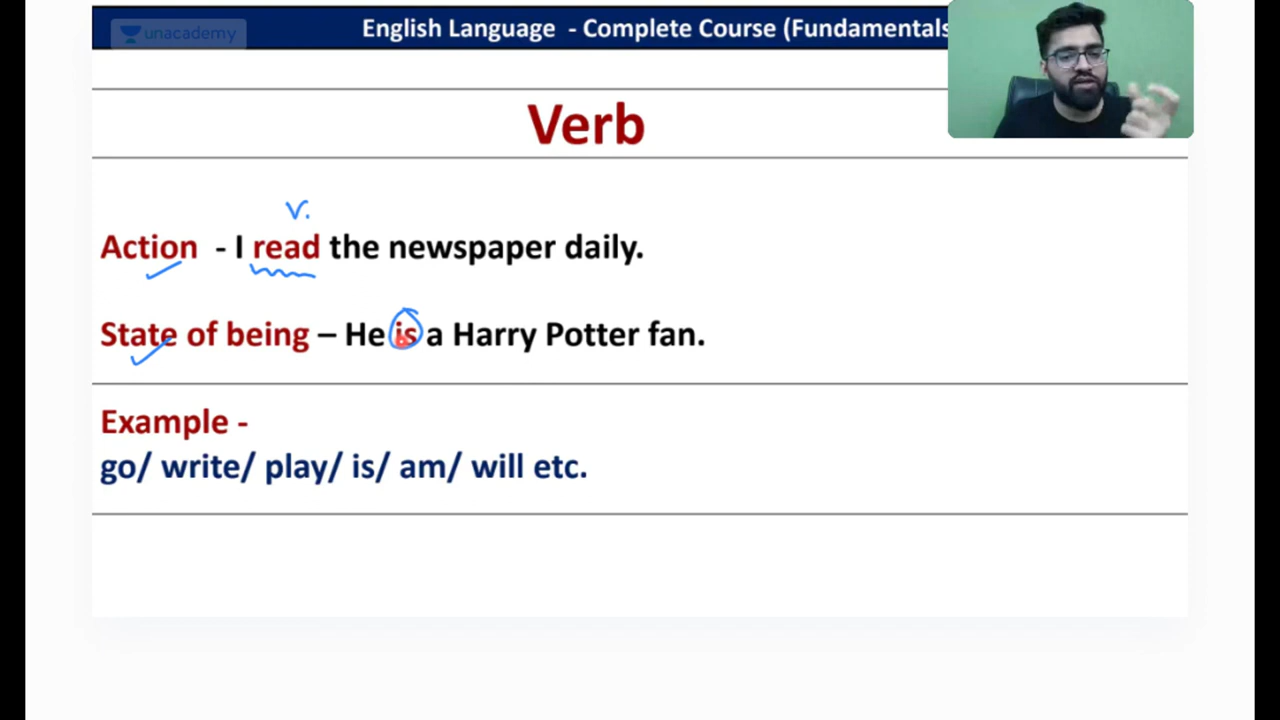 unacademy
English Language - Complete Course (Fundamentals
Verb
v.
Action - I read the newspaper daily.
State of being – He is a Harry Potter fan.
Example -
go/ write/ play/ is/ am/ will etc.